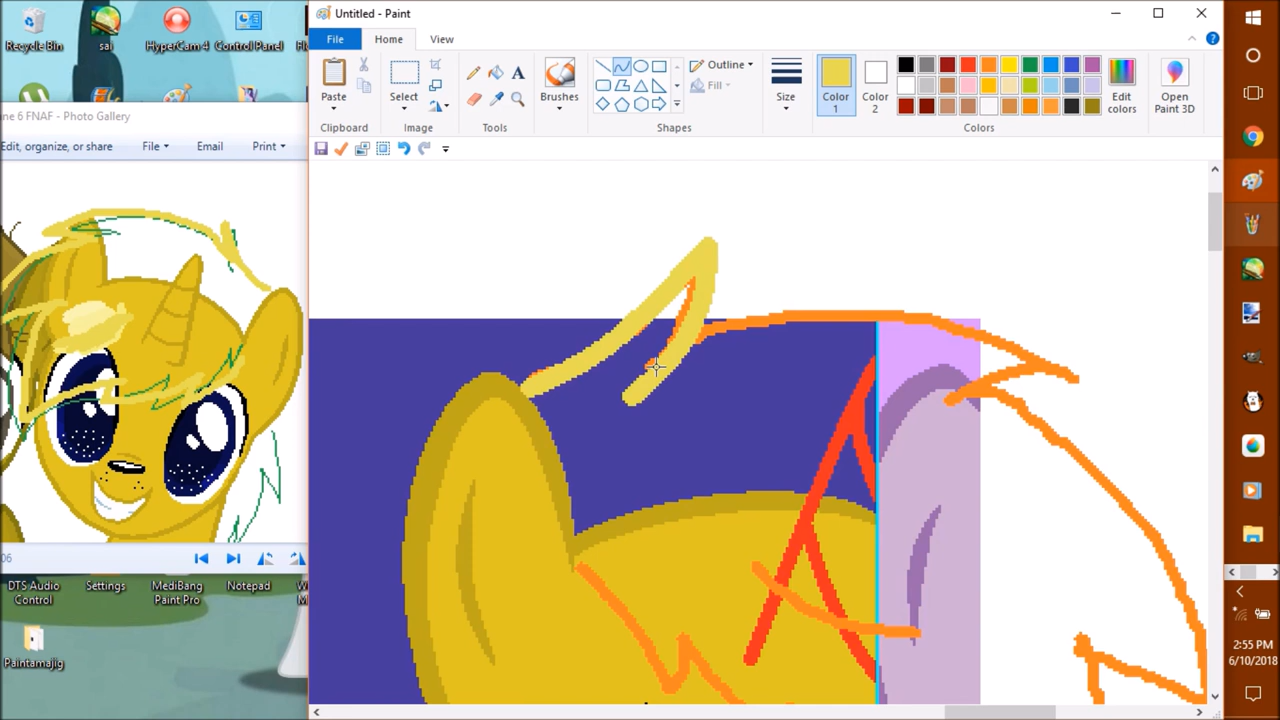 Recycle Bin
sai
HyperCam 4
Control Panel
ane 6 FNAF - Photo Gallery
Edit, organize, or share
File
Email
Print
06
DTS Audio Control
Settings
MediBang Paint Pro
Notepad
Paintamajig
Untitled - Paint
File
Home
View
Paste
Select
Brushes
Outline
Fill
Size
Color 1
Color 2
Edit colors
Open Paint 3D
Clipboard
Image
Tools
Shapes
Colors
2:55 PM
6/10/2018